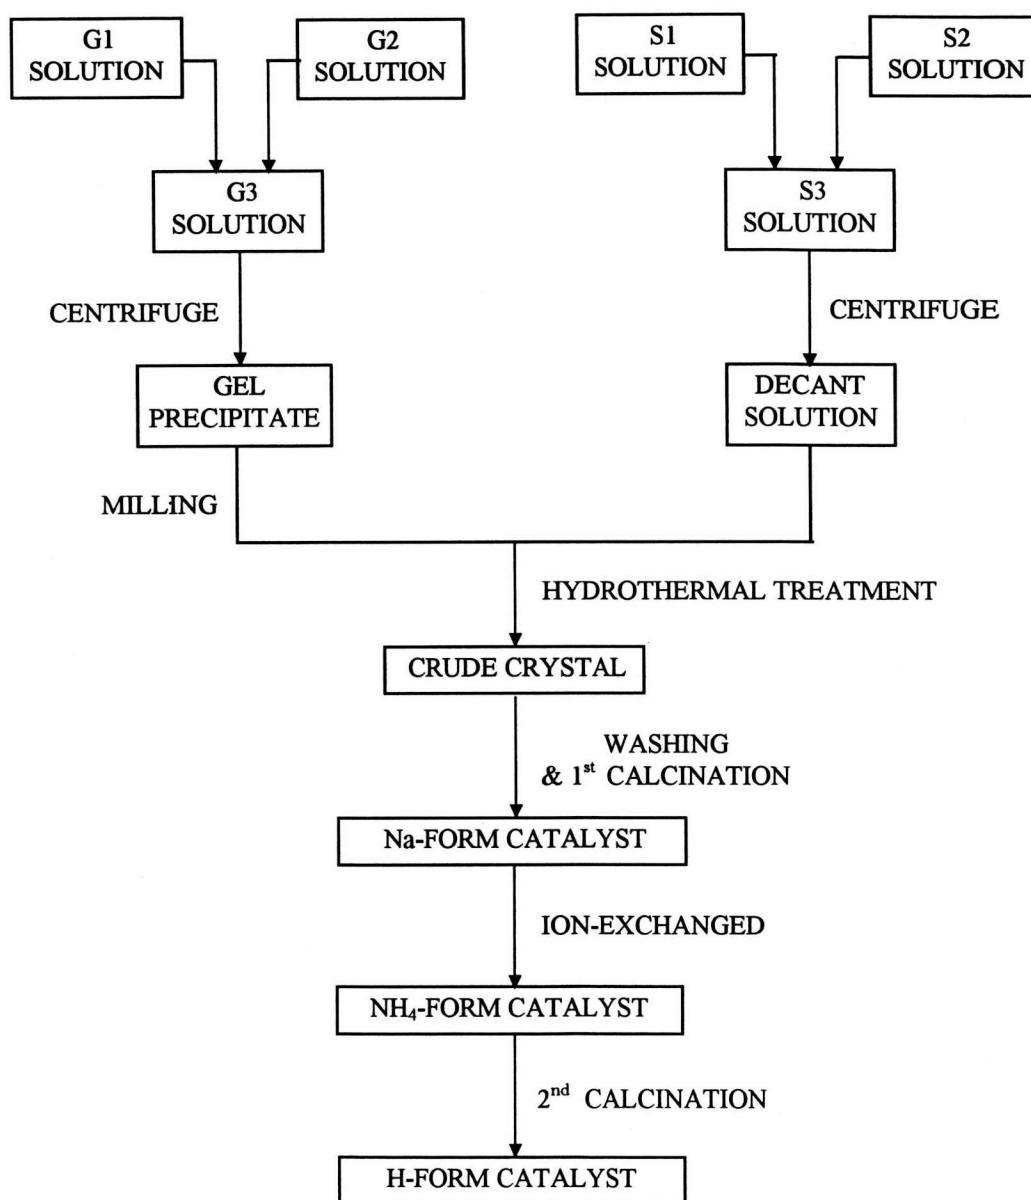 G1
SOLUTION
G2
SOLUTION
S1
SOLUTION
S2
SOLUTION
G3
SOLUTION
S3
SOLUTION
CENTRIFUGE
CENTRIFUGE
GEL
PRECIPITATE
DECANT
SOLUTION
MILLING
HYDROTHERMAL TREATMENT
CRUDE CRYSTAL
WASHING
& 1st CALCINATION
Na-FORM CATALYST
ION-EXCHANGED
NH₄-FORM CATALYST
2nd CALCINATION
H-FORM CATALYST